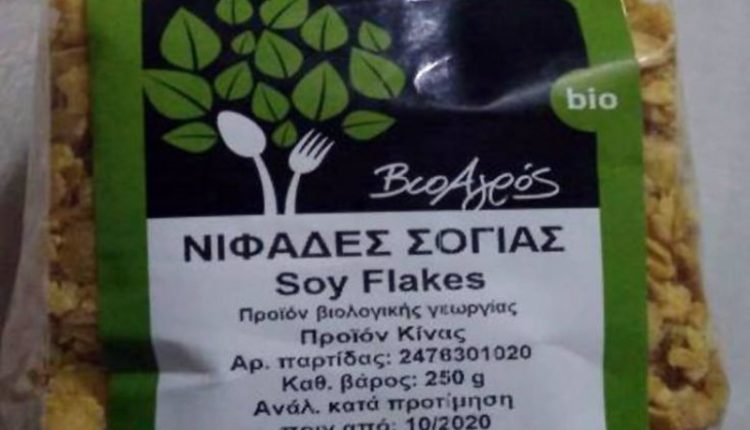 bio
ΒιοΑγρός
ΝΙΦΑΔΕΣ ΣΟΓΙΑΣ
Soy Flakes
Προϊόν βιολογικής γεωργίας
Προϊόν Κίνας
Αρ. παρτίδας: 2476301020
Καθ. βάρος: 250 g
Ανάλ. κατά προτίμηση
πριν από: 10/2020